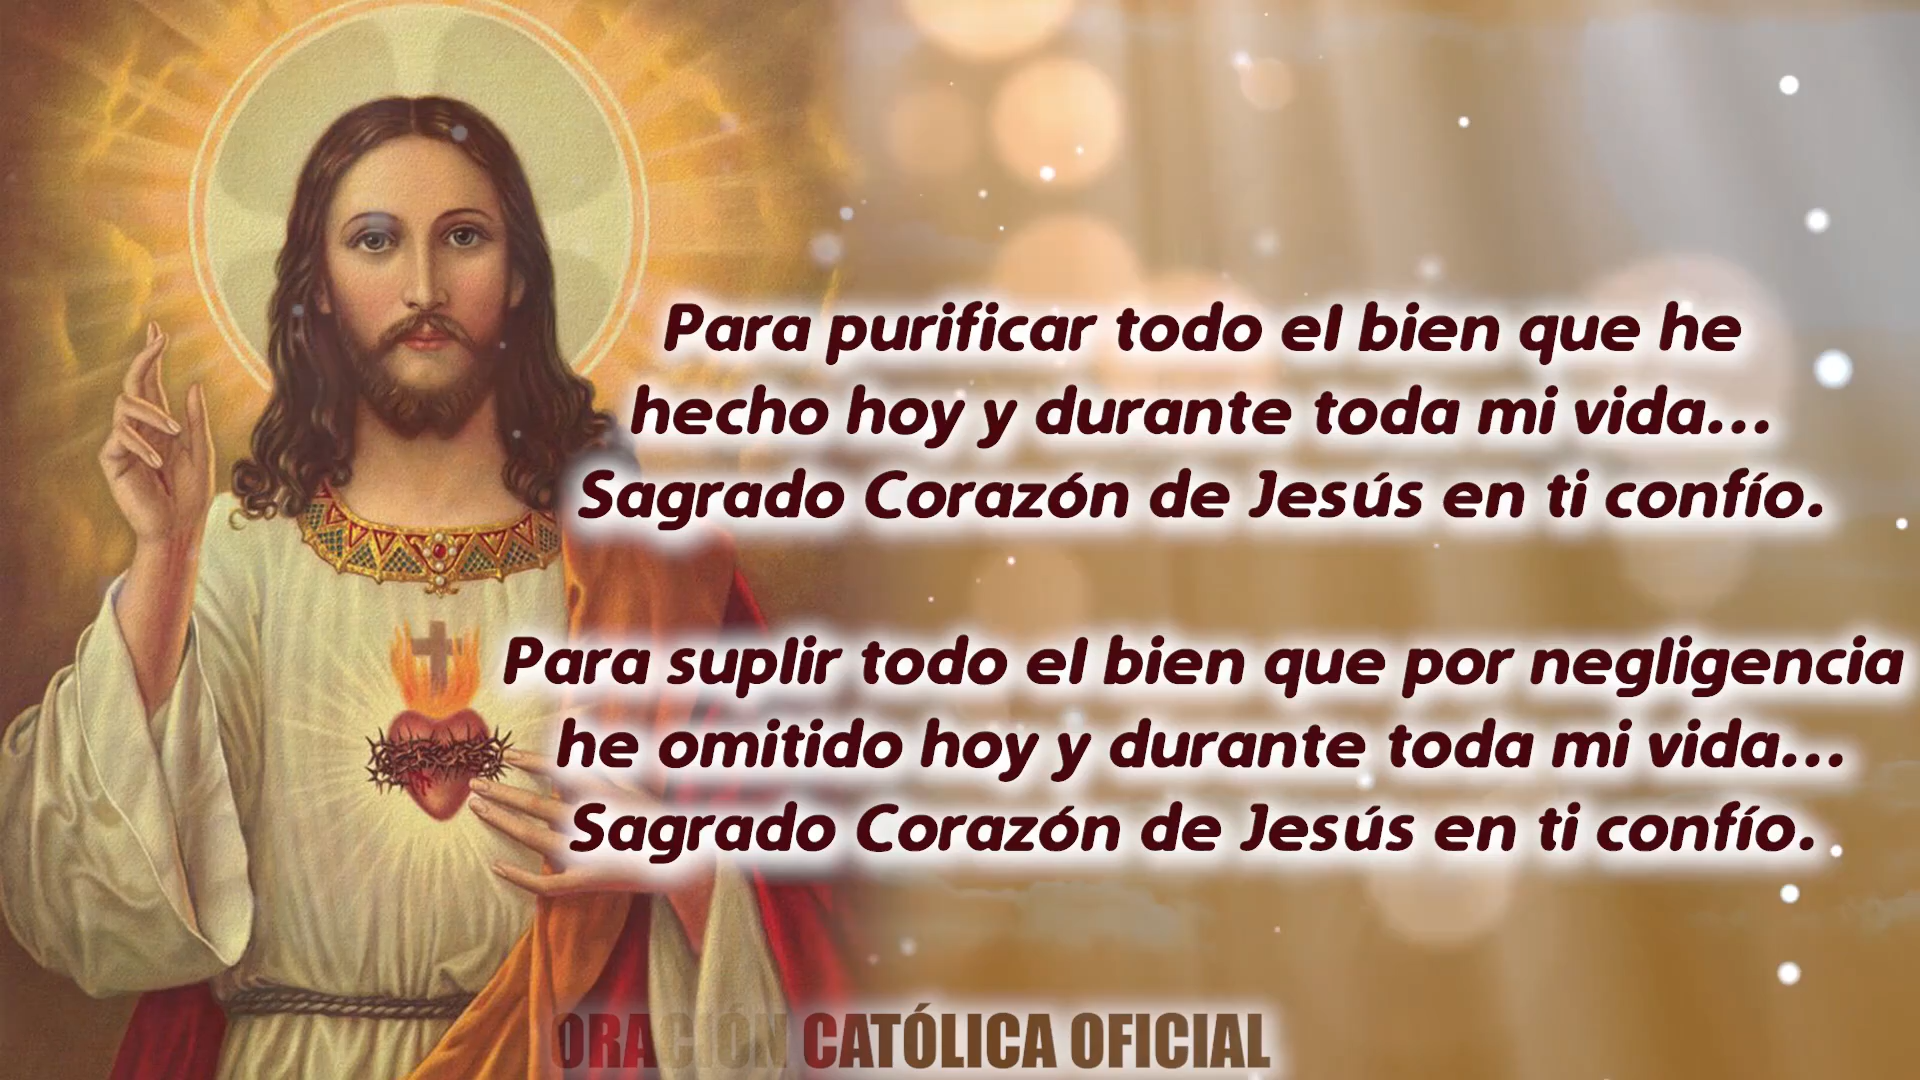 Para purificar todo el bien que he
hecho hoy y durante toda mi vida...
Sagrado Corazón de Jesús en ti confío.
Para suplir todo el bien que por negligencia
he omitido hoy y durante toda mi vida...
Sagrado Corazón de Jesús en ti confío.
ORACIÓN CATÓLICA OFICIAL